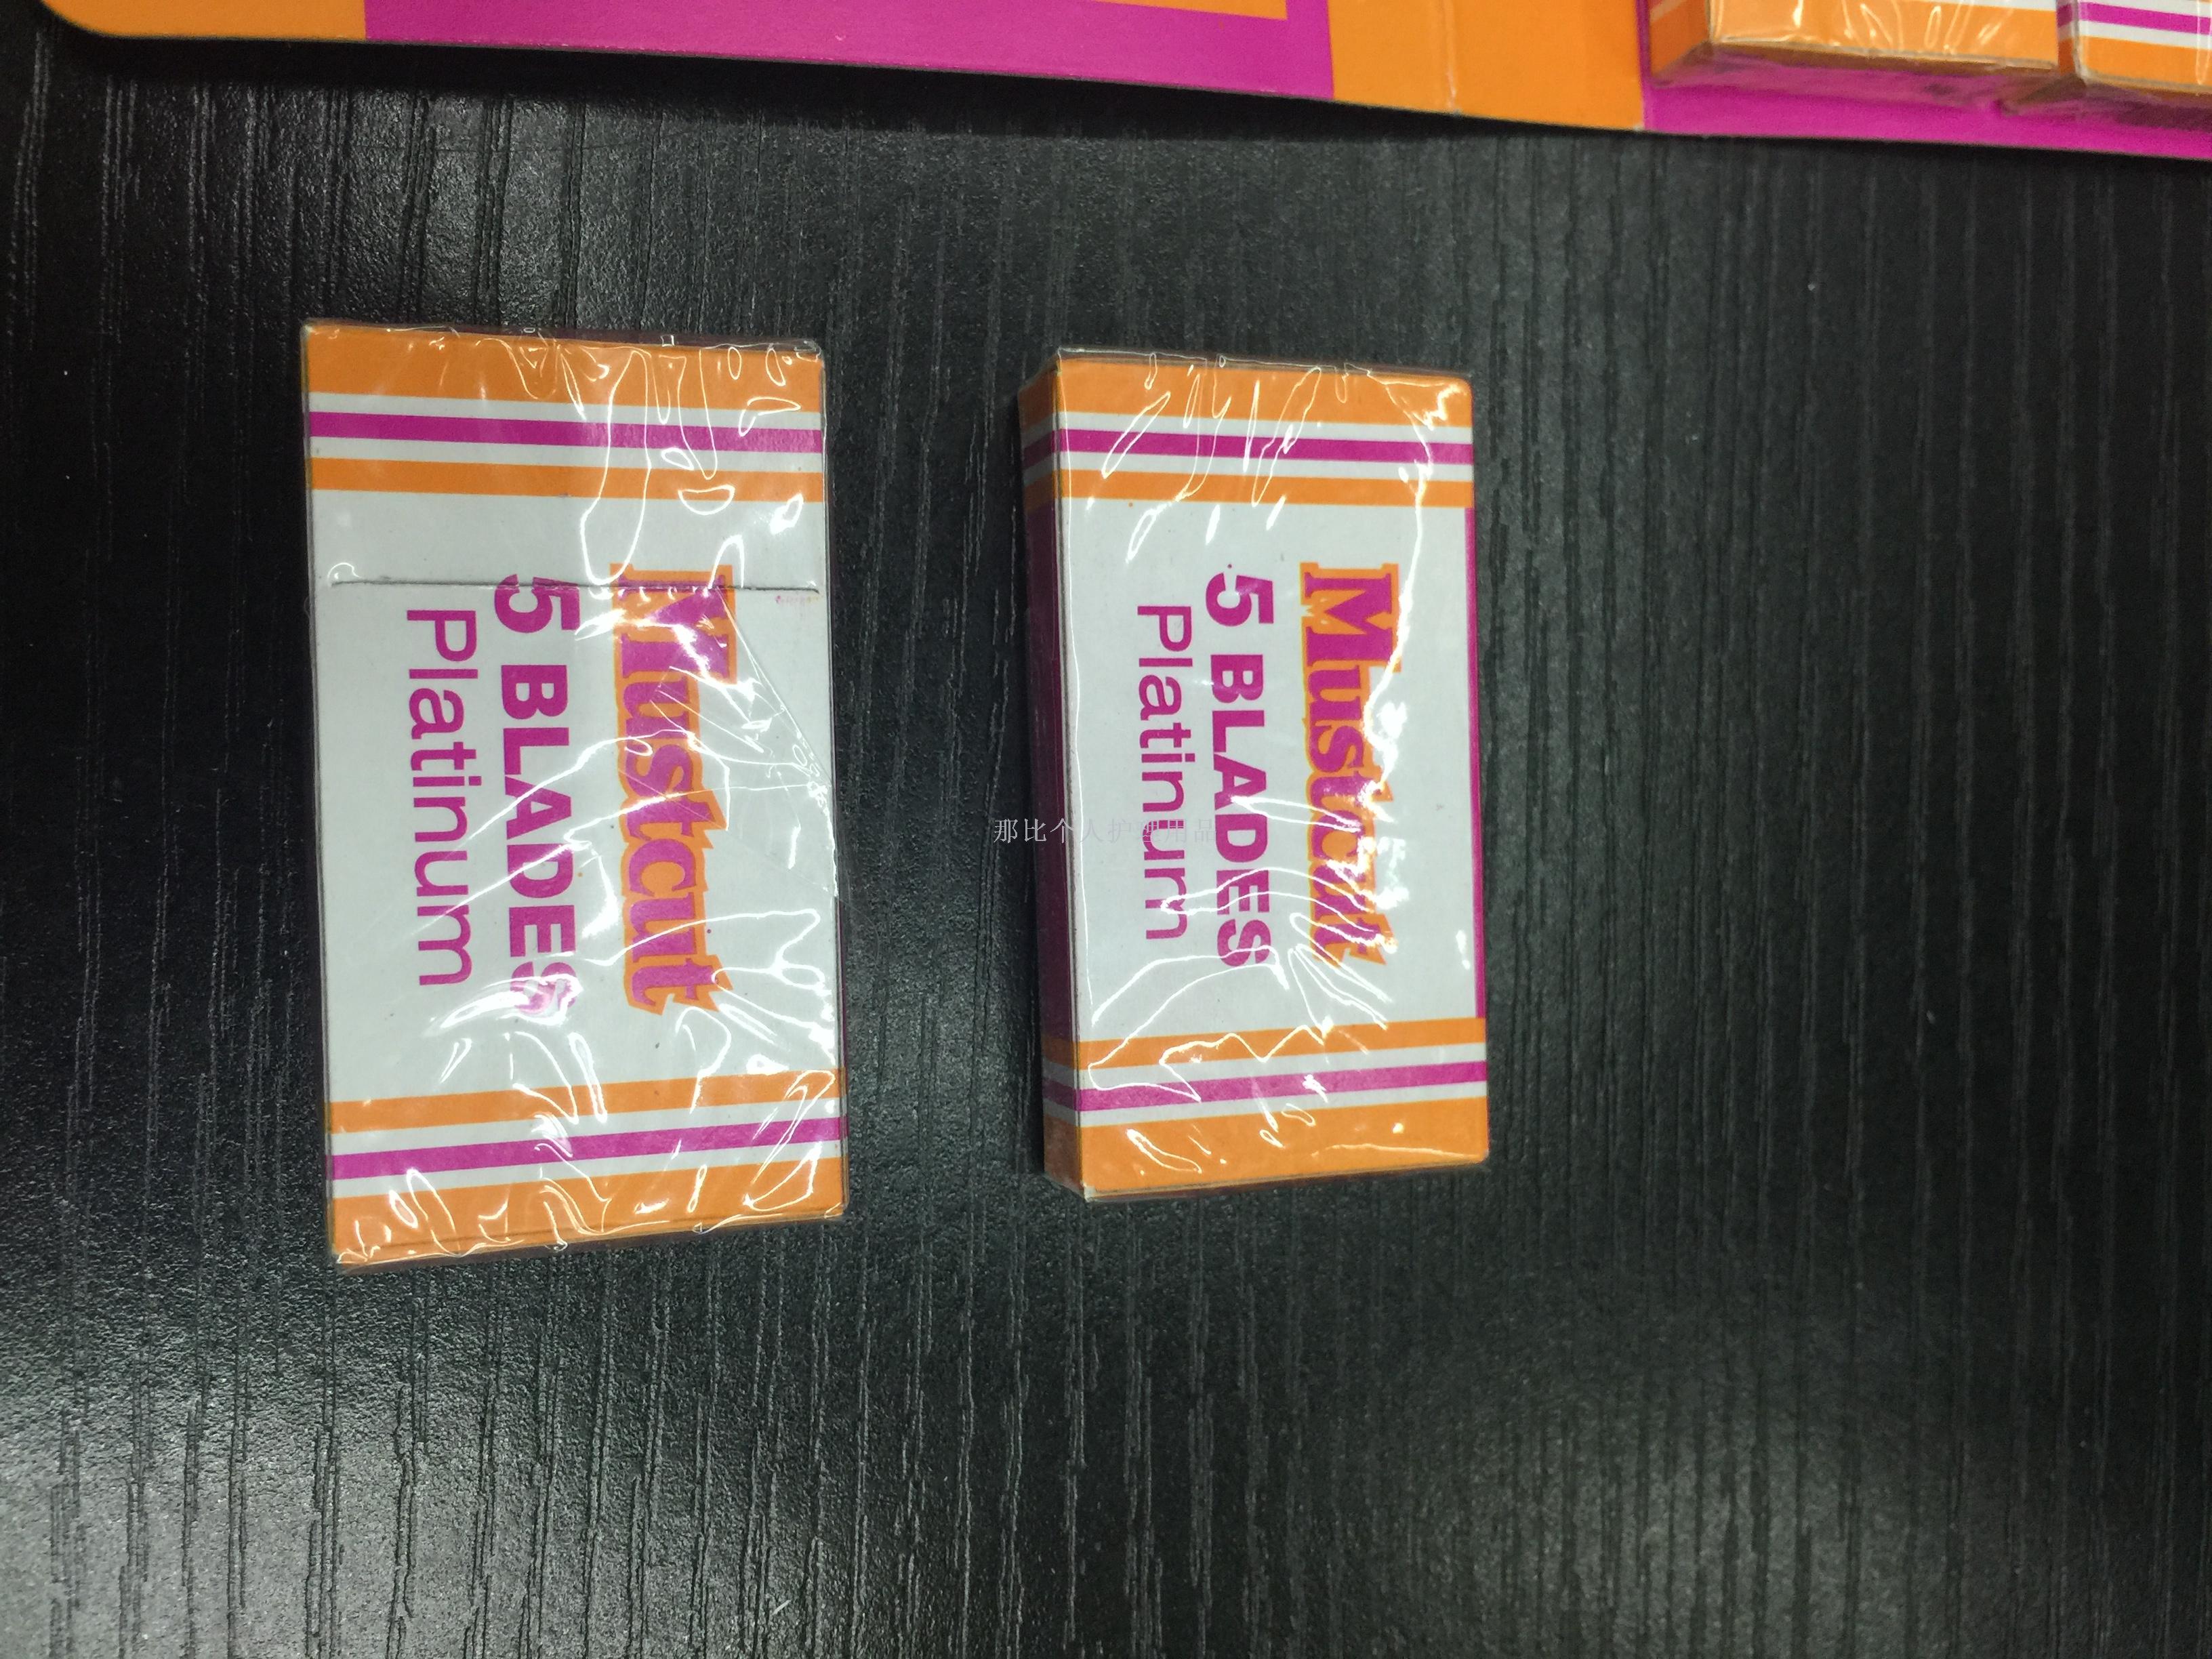 Mustcut
5 BLADES
Platinum
Mustcut
5 BLADES
Platinum
那比个人护理用品